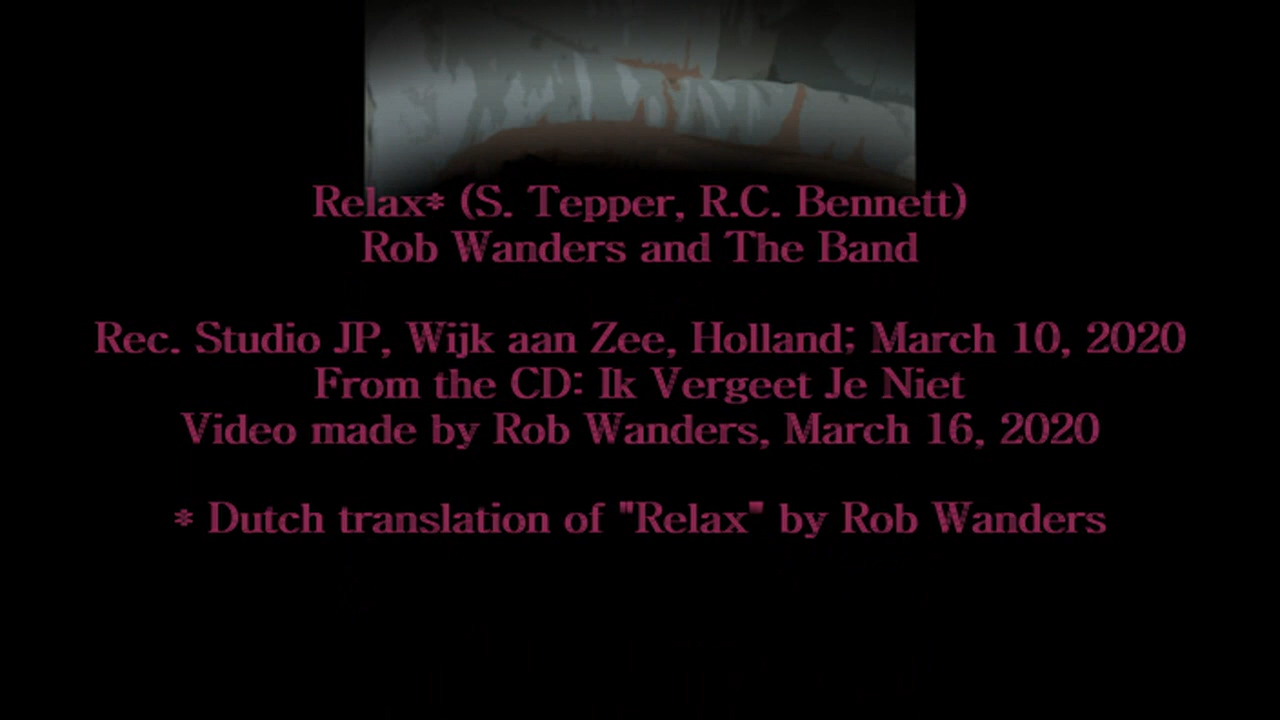 Relax* (S. Tepper, R.C. Bennett)
Rob Wanders and The Band
Rec. Studio JP, Wijk aan Zee, Holland; March 10, 2020
From the CD: Ik Vergeet Je Niet
Video made by Rob Wanders, March 16, 2020
* Dutch translation of "Relax" by Rob Wanders